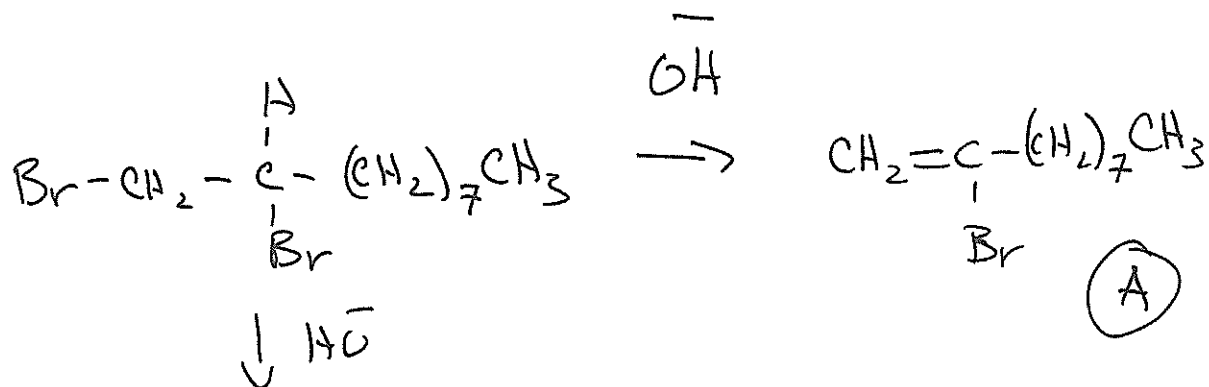 OH⁻
H
Br-CH₂-C-(CH₂)₇CH₃ → CH₂=C-(CH₂)₇CH₃
Br Br
A
↓ HO⁻